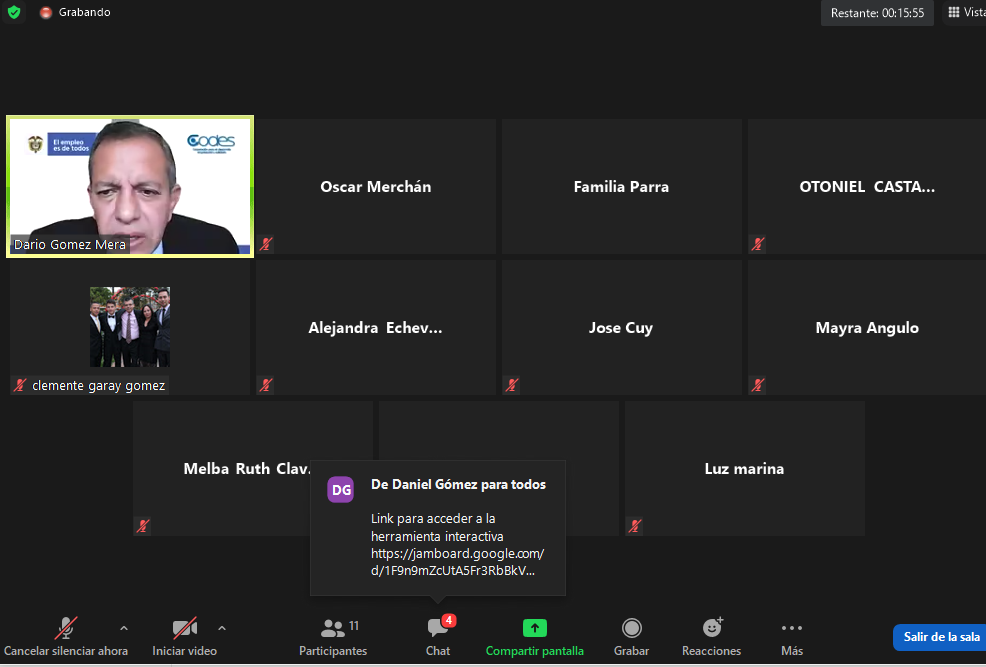 Grabando
Restante: 00:15:55
Vista
El empleo
es de todos
Codes
Dario Gomez Mera
Oscar Merchán
Familia Parra
OTONIEL CASTA...
clemente garay gomez
Alejandra Echev...
Jose Cuy
Mayra Angulo
Melba Ruth Clav.
Luz marina
DG
De Daniel Gómez para todos
Link para acceder a la
herramienta interactiva
https://jamboard.google.com/
d/1F9n9mZcUtA5Fr3RbBkV...
11
4
Cancelar silenciar ahora
Iniciar video
Participantes
Chat
Compartir pantalla
Grabar
Reacciones
Más
Salir de la sala